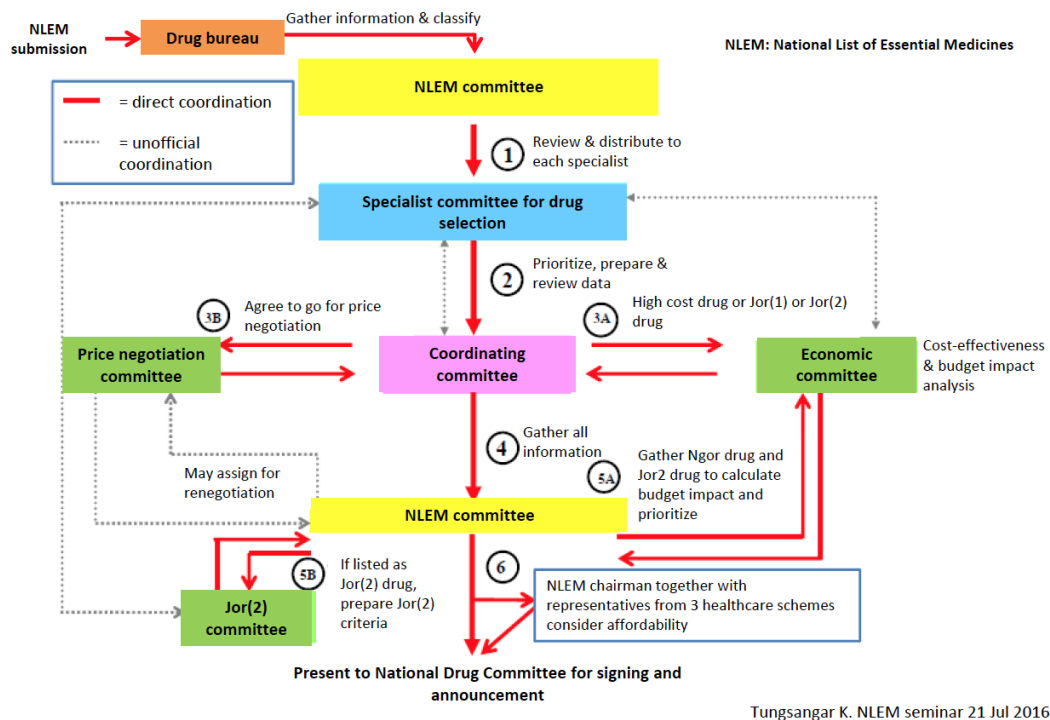 NLEM
submission
Drug bureau
Gather information & classify
NLEM: National List of Essential Medicines
NLEM committee
= direct coordination
= unofficial
coordination
1
Review & distribute to
each specialist
Specialist committee for drug
selection
2
Prioritize, prepare &
review data
3B
Agree to go for price
negotiation
3A
High cost drug or Jor(1) or Jor(2)
drug
Price negotiation
committee
Coordinating
committee
Economic
committee
Cost-effectiveness
& budget impact
analysis
4
Gather all
information
May assign for
renegotiation
5A
Gather Ngor drug and
Jor2 drug to calculate
budget impact and
prioritize
NLEM committee
5B
If listed as
Jor(2) drug,
prepare Jor(2)
criteria
6
Jor(2)
committee
NLEM chairman together with
representatives from 3 healthcare schemes
consider affordability
Present to National Drug Committee for signing and
announcement
Tungsangar K. NLEM seminar 21 Jul 2016